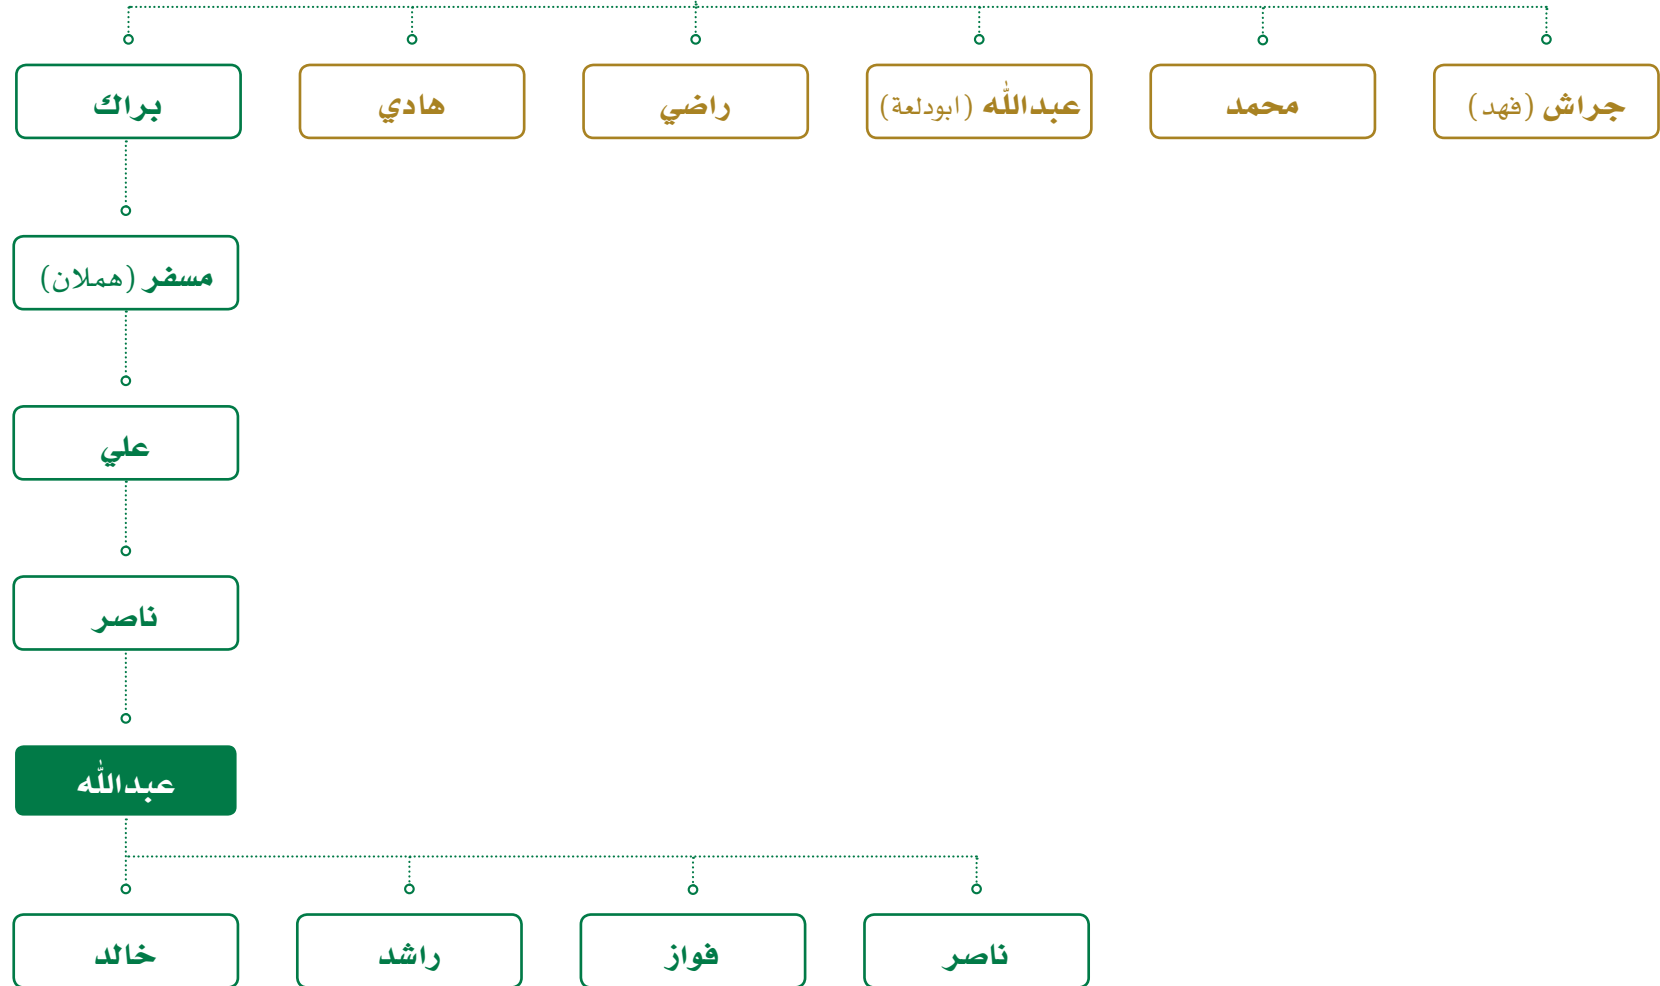 جراش (فهد)
محمد
عبدالله (ابودلعة)
راضي
هادي
براك
مسفر (هملان)
علي
ناصر
عبدالله
ناصر
فواز
راشد
خالد